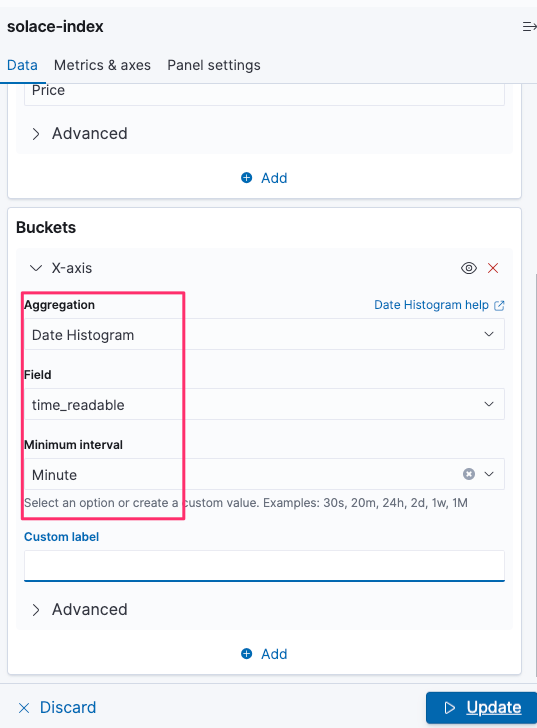 solace-index
Data Metrics & axes Panel settings
Price
Advanced
Add
Buckets
X-axis
Aggregation Date Histogram help
Date Histogram
Field
time_readable
Minimum interval
Minute
Select an option or create a custom value. Examples: 30s, 20m, 24h, 2d, 1w, 1M
Custom label
Advanced
Add
Discard Update